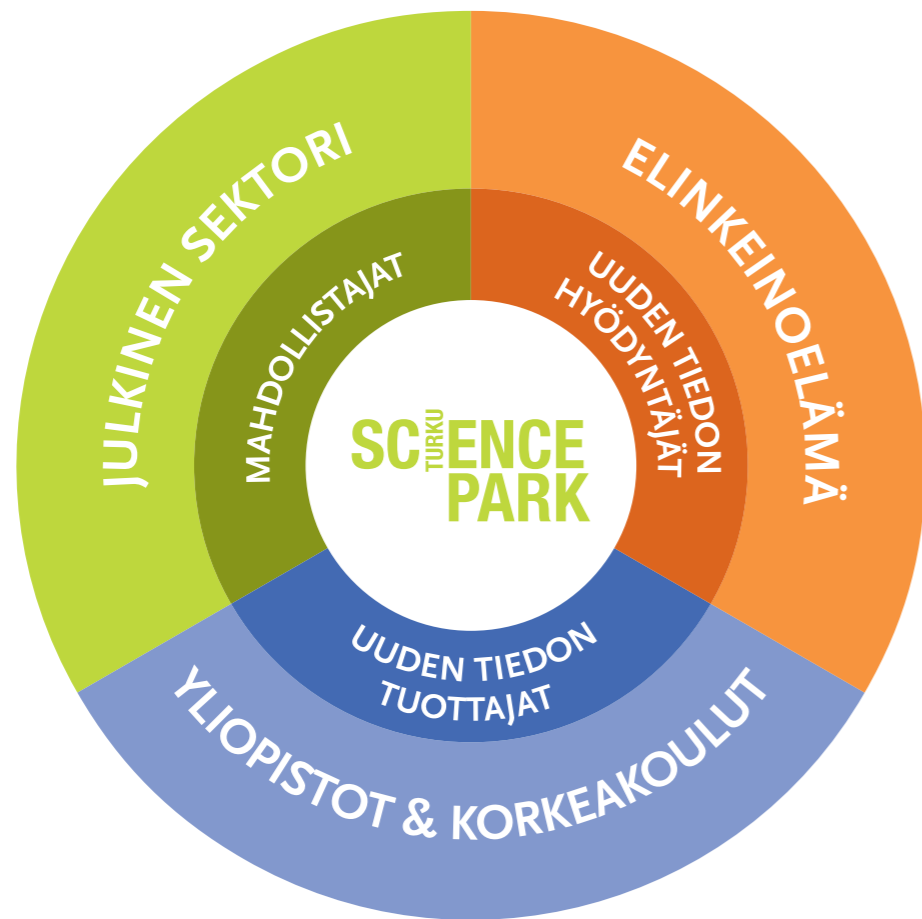 JULKINEN SEKTORI
MAHDOLLISTAJAT
ELINKEINOELÄMÄ
UUDEN TIEDON
HYÖDYNTÄJÄT
TURKU
SCIENCE
PARK
UUDEN TIEDON
TUOTTAJAT
YLIOPISTOT & KORKEAKOULUT